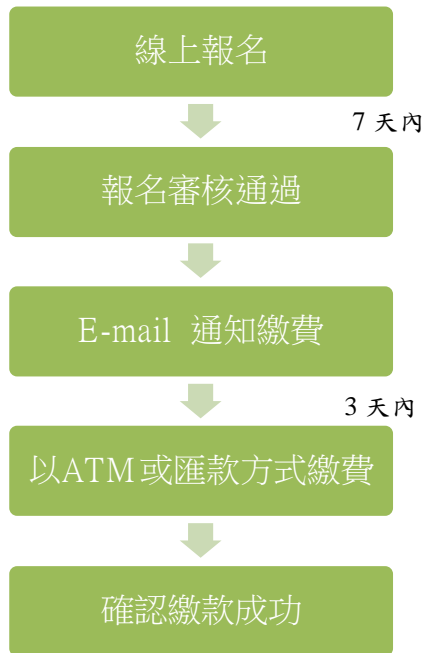 線上報名
7 天內
報名審核通過
E-mail 通知繳費
3 天內
以ATM或匯款方式繳費
確認繳款成功